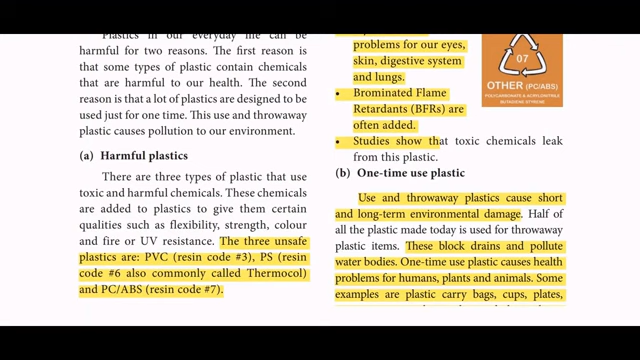 Plastics in our everyday life can be
harmful for two reasons. The first reason is
that some types of plastic contain chemicals
that are harmful to our health. The second
reason is that a lot of plastics are designed to be
used just for one time. This use and throwaway
plastic causes pollution to our environment.
(a) Harmful plastics
There are three types of plastic that use
toxic and harmful chemicals. These chemicals
are added to plastics to give them certain
qualities such as flexibility, strength, colour
and fire or UV resistance. The three unsafe
plastics are: PVC (resin code #3), PS (resin
code #6 also commonly called Thermocol)
and PC/ABS (resin code #7).
problems for our eyes,
skin, digestive system
and lungs.
• Brominated Flame
Retardants (BFRs) are
often added.
• Studies show that toxic chemicals leak
from this plastic.
07
OTHER (PC/ABS)
POLYCARBONATE & ACRYLONITRILE
BUTADIENE STYRENE
(b) One-time use plastic
Use and throwaway plastics cause short
and long-term environmental damage. Half of
all the plastic made today is used for throwaway
plastic items. These block drains and pollute
water bodies. One-time use plastic causes health
problems for humans, plants and animals. Some
examples are plastic carry bags, cups, plates,